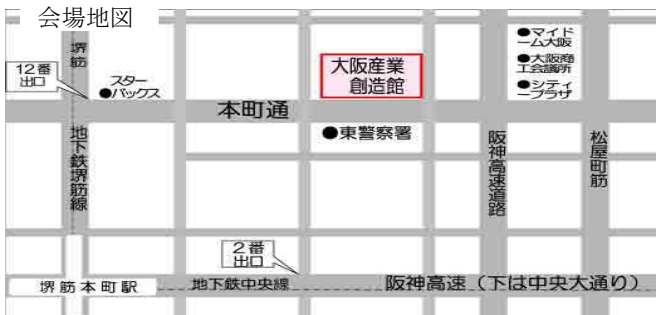 会場地図
堺筋
12番
出口
スター
●バックス
大阪産業
創造館
●マイド
ーム大阪
●大阪商
工会議所
●シティ
ープラザ
本町通
●東警察署
地下鉄堺筋線
阪神高速道路
松屋町筋
2番
出口
堺筋本町駅
地下鉄中央線
阪神高速（下は中央大通り）